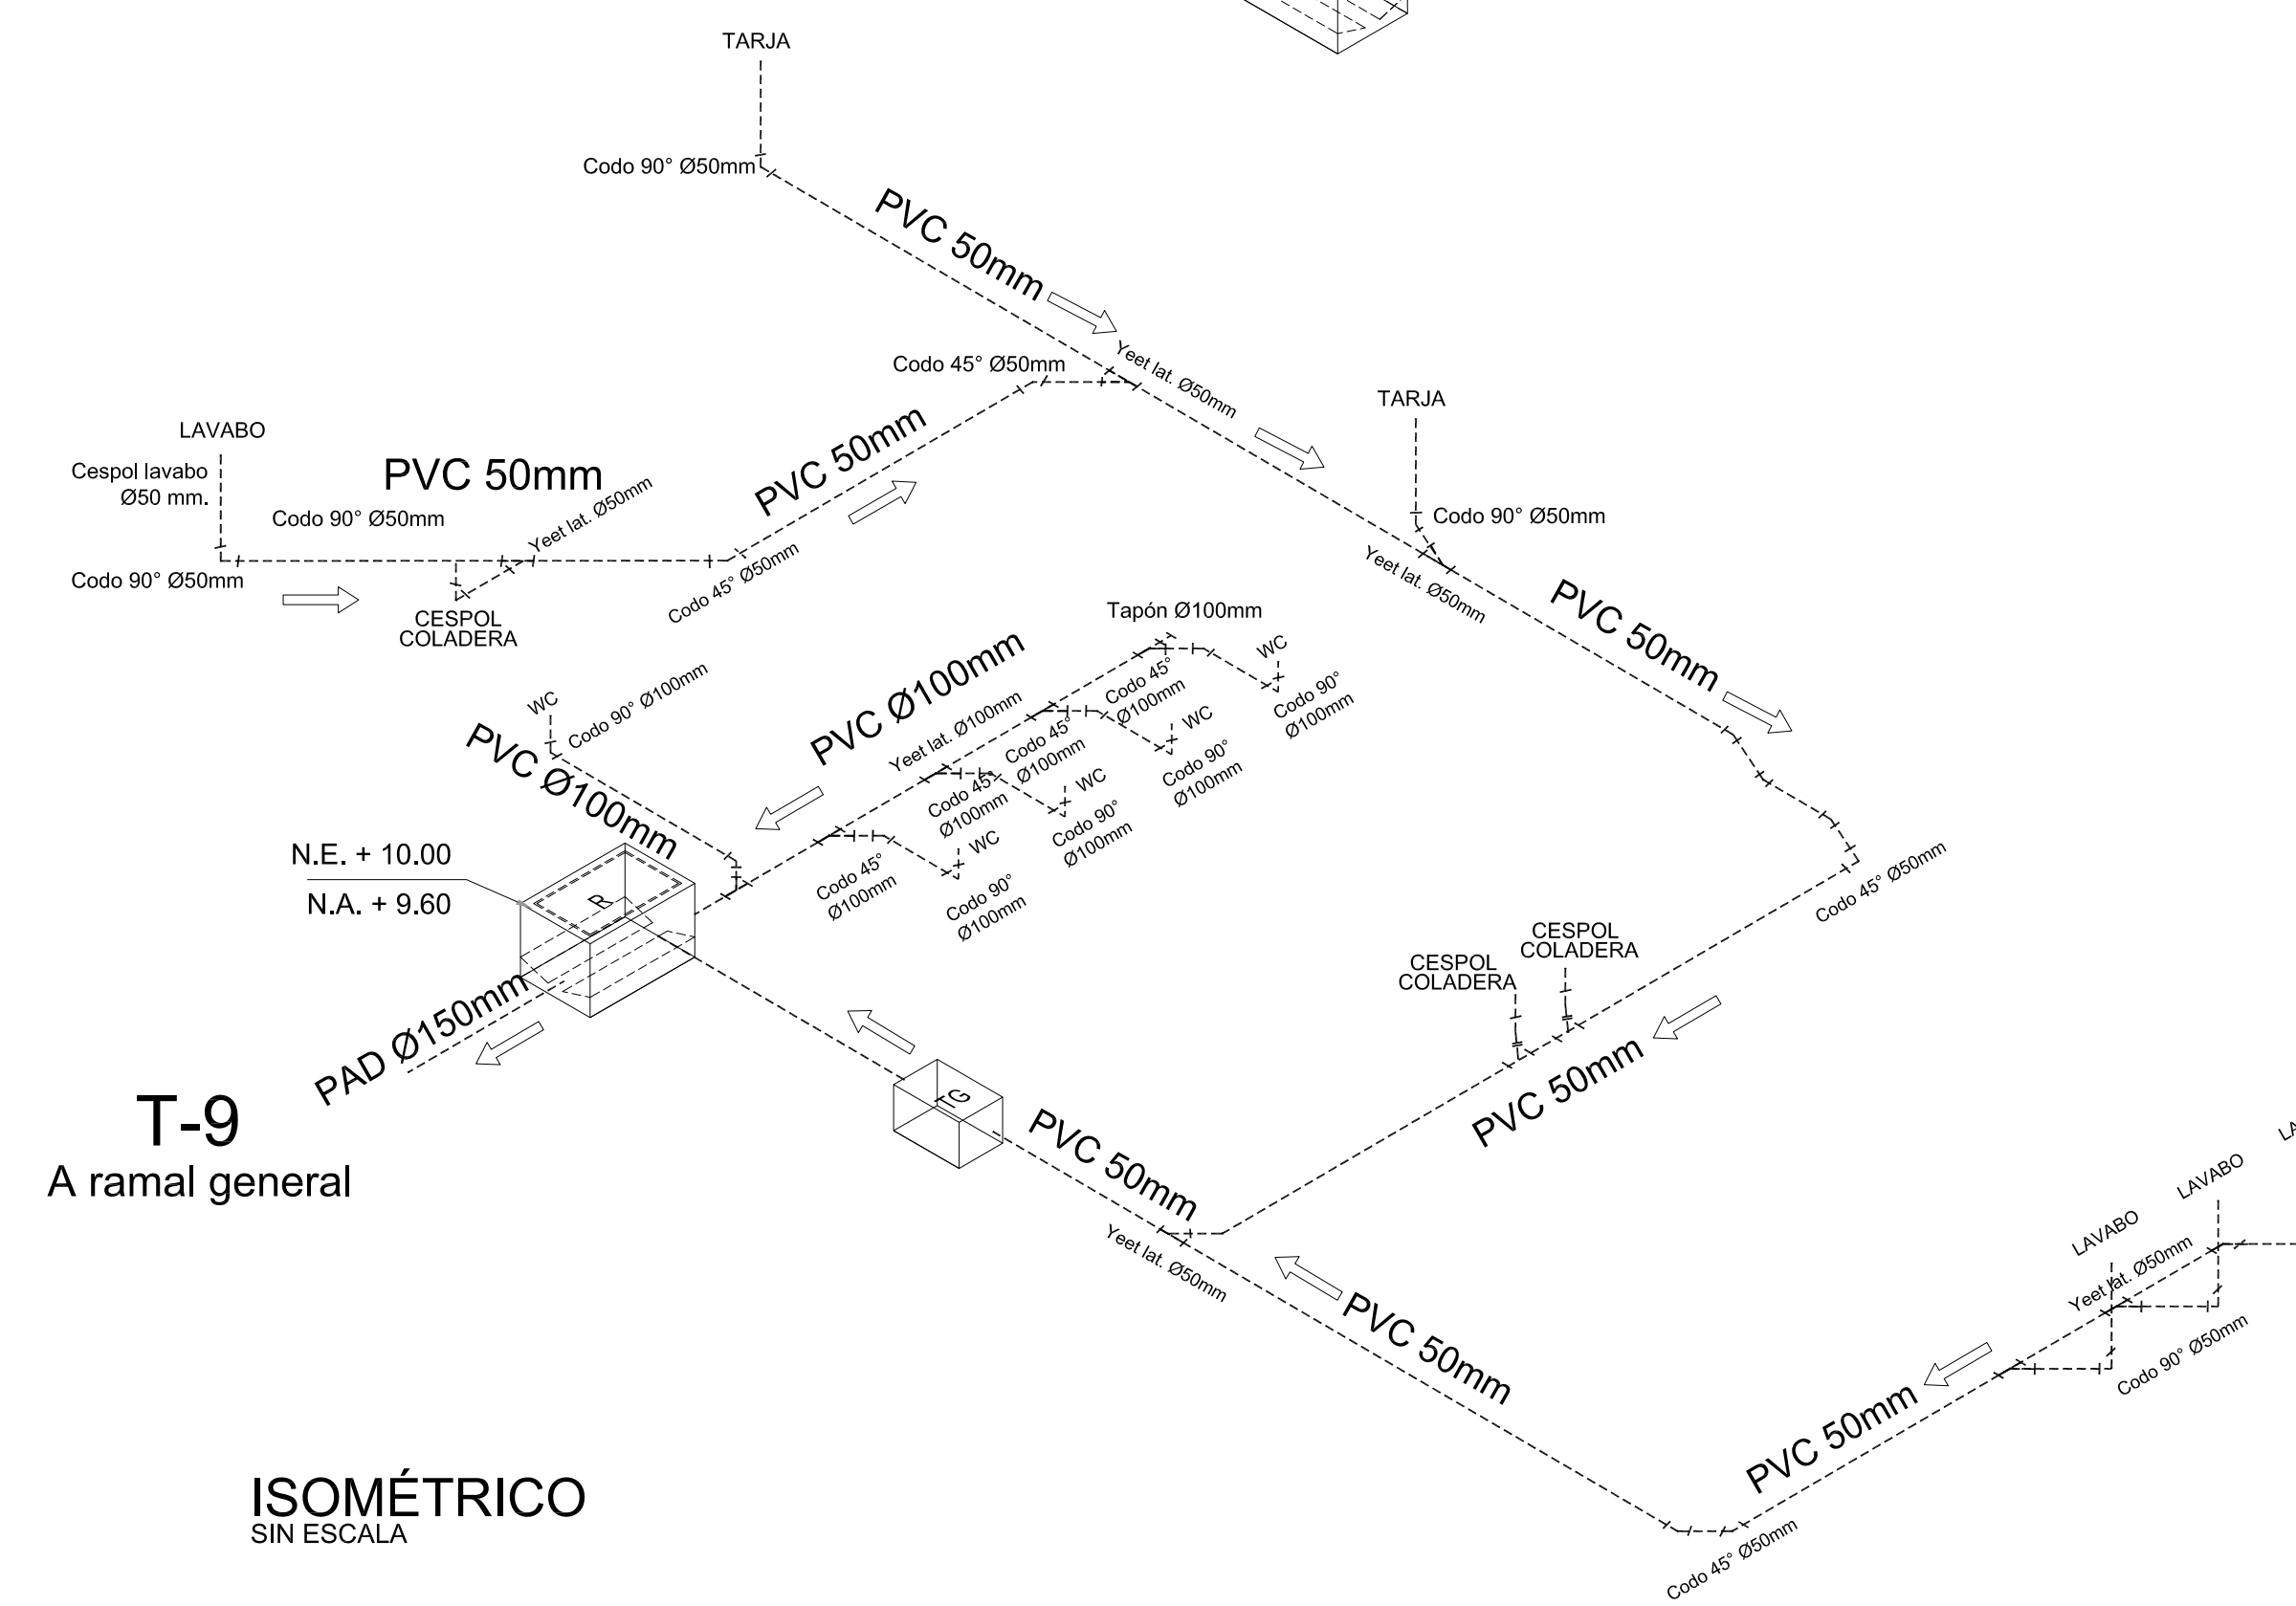 TARJA
Codo 90° Ø50mm
PVC 50mm
Codo 45° Ø50mm
Yeet lat. Ø50mm
TARJA
Codo 90° Ø50mm
Yeet lat. Ø50mm
LAVABO
Cespol lavabo
Ø50 mm.
PVC 50mm
Codo 90° Ø50mm
Yeet lat. Ø50mm
PVC 50mm
Codo 90° Ø50mm
Codo 45° Ø50mm
CESPOL
COLADERA
PVC 50mm
Tapón Ø100mm
WC
Codo 90° Ø100mm
PVC Ø100mm
PVC Ø100mm
Yeet lat. Ø100mm
Codo 45°
Ø100mm
WC
Codo 90°
Ø100mm
Codo 45°
Ø100mm
WC
Codo 90°
Ø100mm
Codo 45°
Ø100mm
WC
Codo 90°
Ø100mm
Codo 45°
Ø100mm
WC
Codo 90°
Ø100mm
N.E. + 10.00
N.A. + 9.60
R
Codo 45° Ø50mm
CESPOL
COLADERA
CESPOL
COLADERA
PVC 50mm
PAD Ø150mm
T-9
A ramal general
TG
PVC 50mm
Yeet lat. Ø50mm
PVC 50mm
LAVABO
LAVABO
Yeet lat. Ø50mm
Codo 90° Ø50mm
PVC 50mm
Codo 45° Ø50mm
ISOMÉTRICO
SIN ESCALA